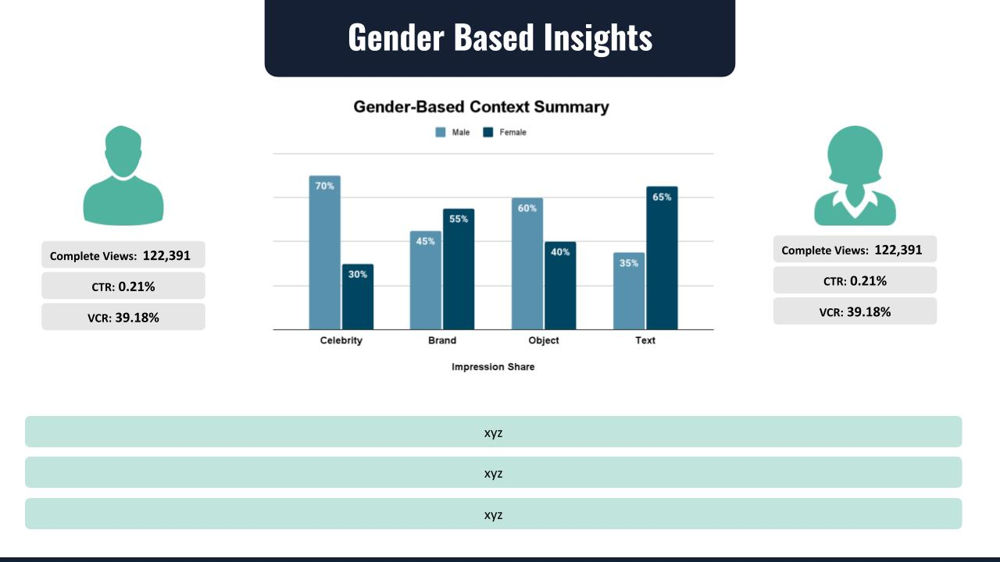 Gender Based Insights
Gender-Based Context Summary
Male Female
70%
30%
45%
55%
60%
40%
35%
65%
Celebrity Brand Object Text
Impression Share
Complete Views: 122,391
CTR: 0.21%
VCR: 39.18%
Complete Views: 122,391
CTR: 0.21%
VCR: 39.18%
xyz
xyz
xyz